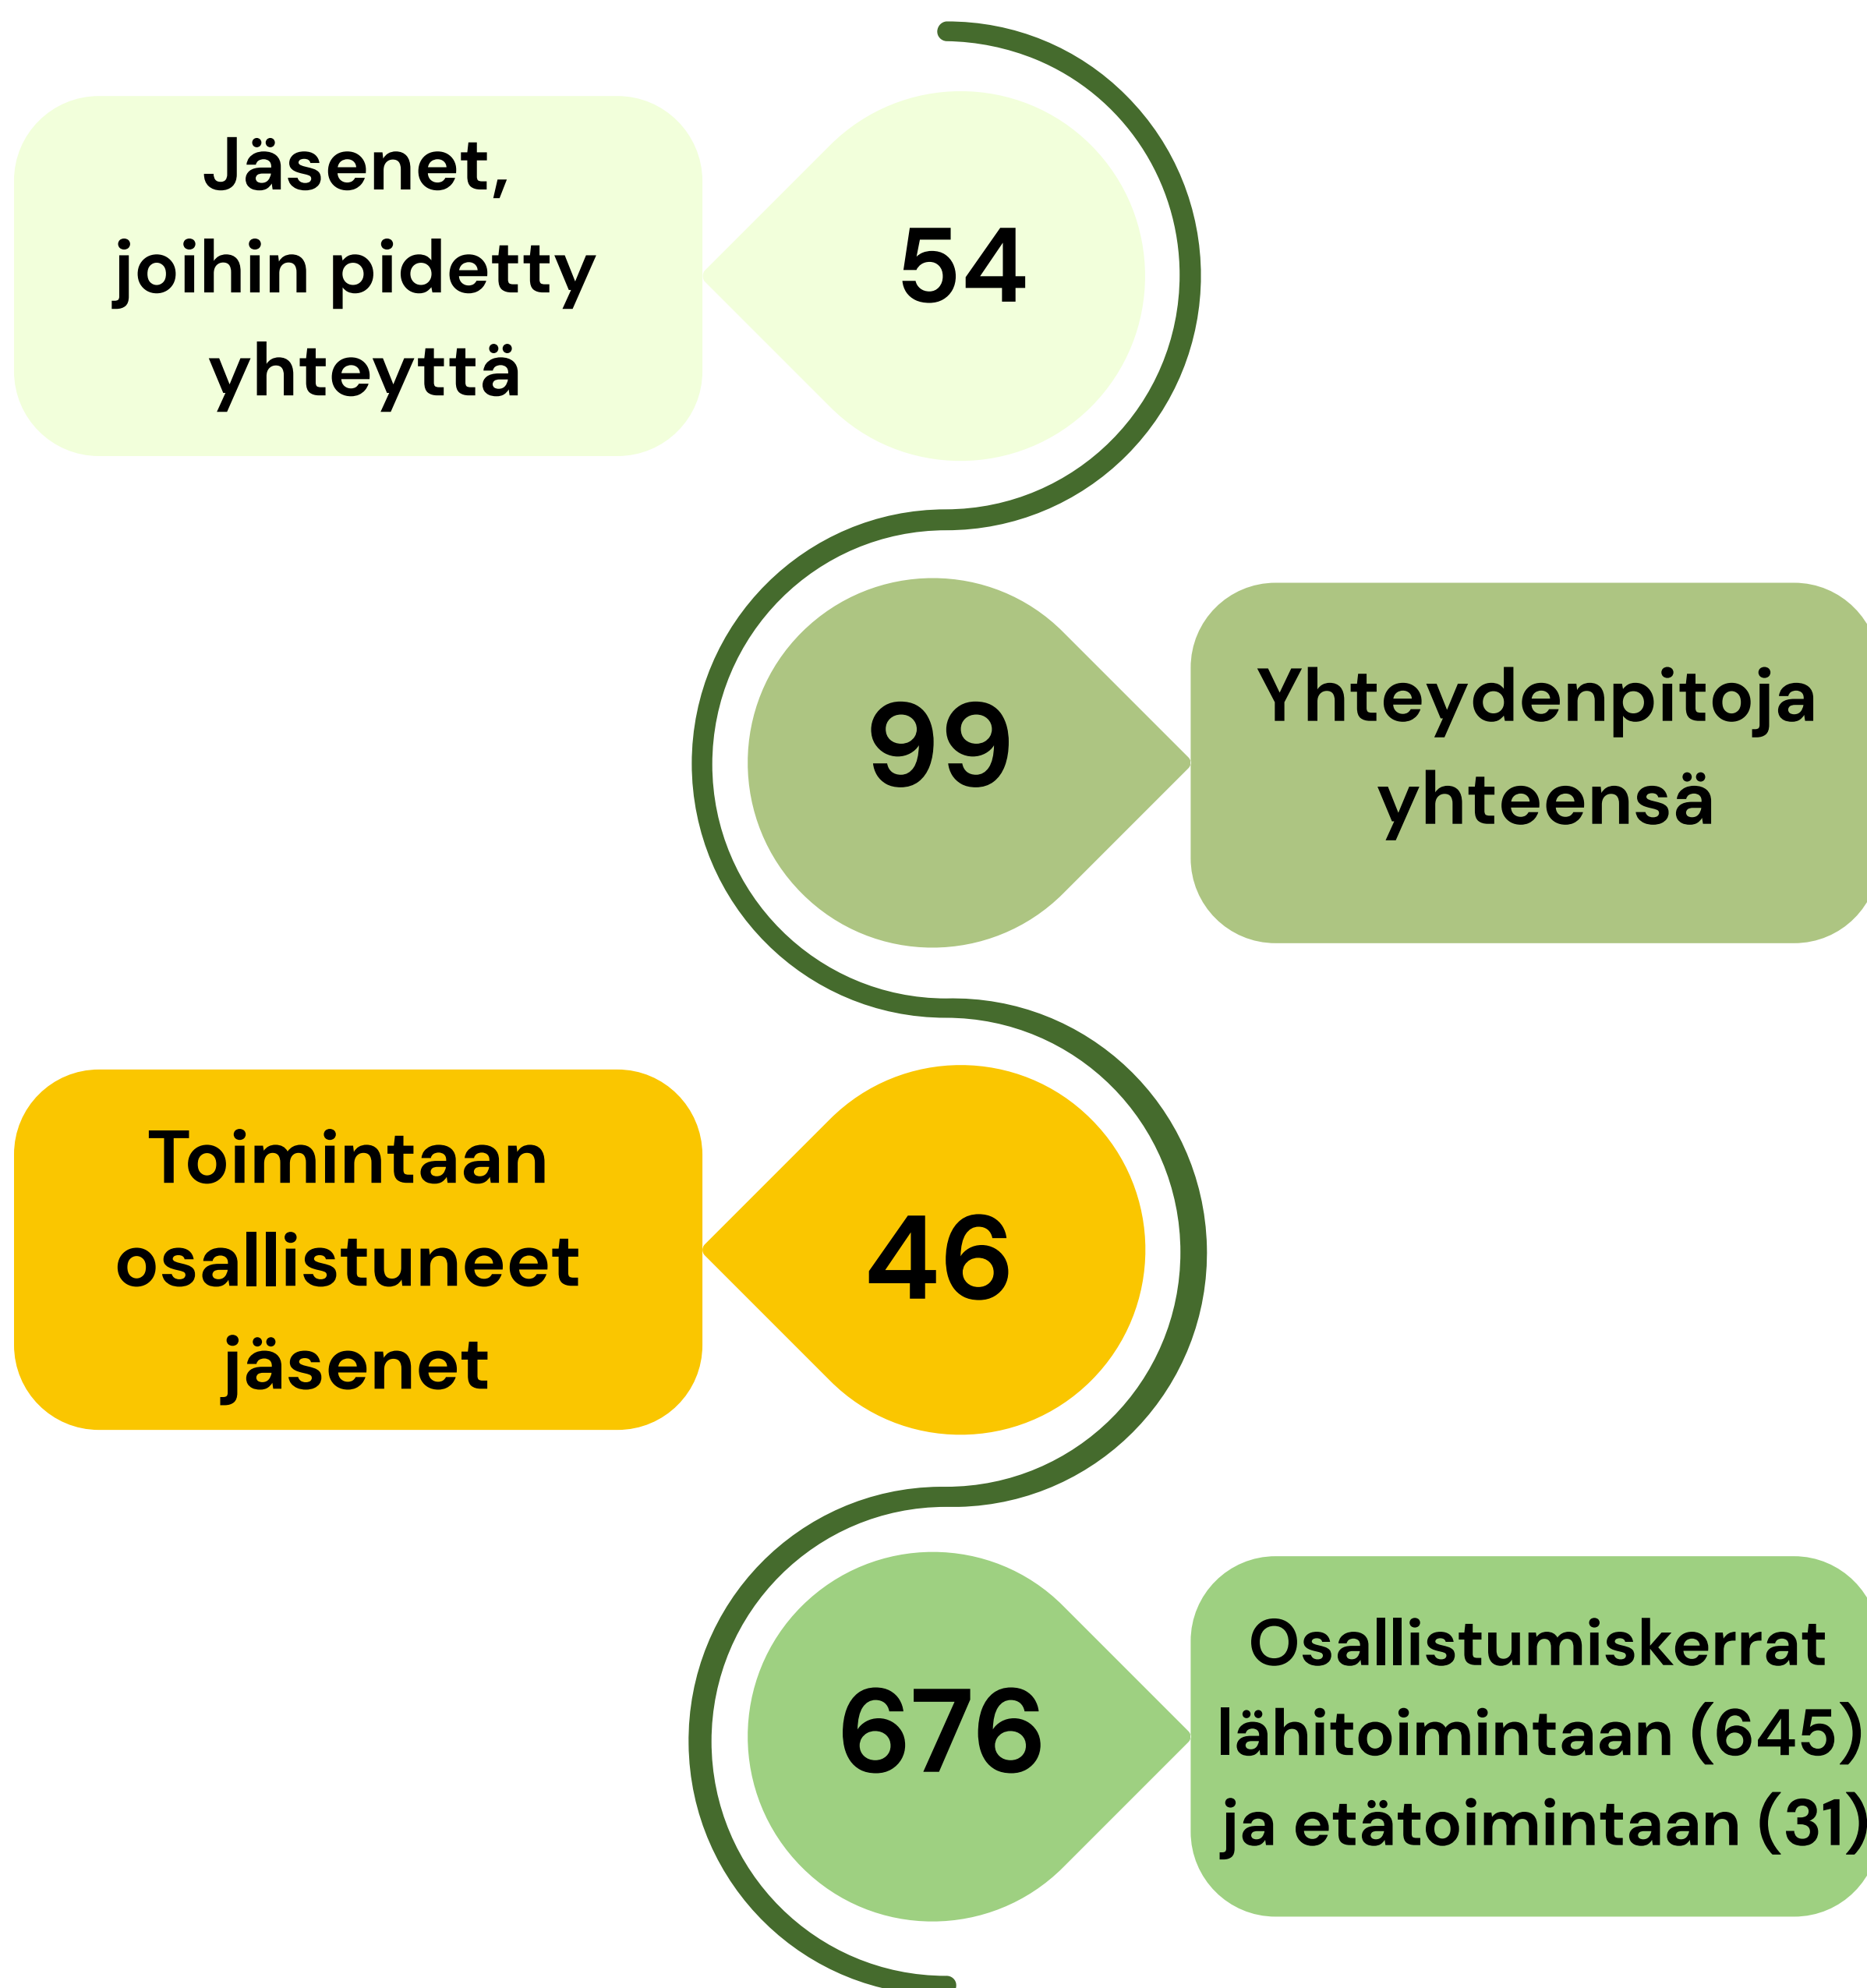 Jäsenet,
joihin pidetty
yhteyttä
54
99
Yhteydenpitoja
yhteensä
Toimintaan
osallistuneet
jäsenet
46
676
Osallistumiskerrat
lähitoimintaan (645)
ja etätoimintaan (31)